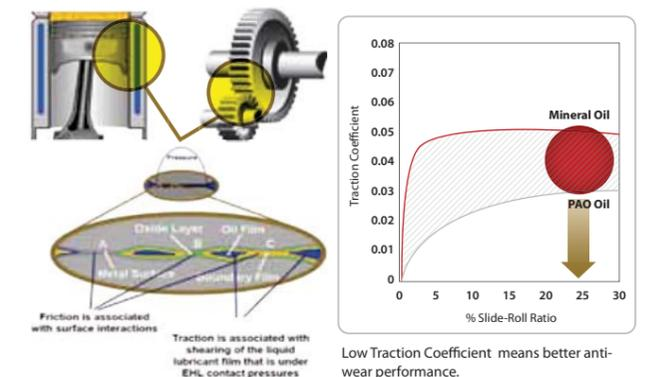 Pressure
Oxide Layer
Oil Film
A
B
C
Metal Surface
Boundary Film
Friction is associated
with surface interactions
Traction is associated with
shearing of the liquid
lubricant film that is under
EHL contact pressures
Traction Coefficient
0.08
0.07
0.06
0.05
0.04
0.03
0.02
0.01
0
Mineral Oil
PAO Oil
0
5
10
15
20
25
30
% Slide-Roll Ratio
Low Traction Coefficient means better anti-
wear performance.